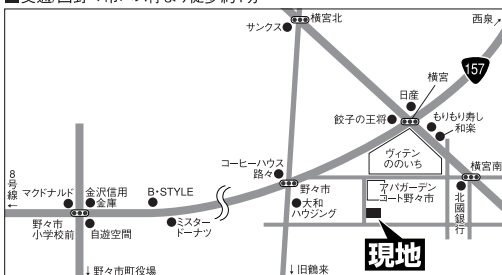 横宮北
サンクス
西泉
157
日産
横宮
餃子の王将
もりもり寿し
和楽
ヴィテン
ののいち
横宮南
コーヒーハウス
路々
8号線
マクドナルド
金沢信用
金庫
B・STYLE
野々市
アパガーデン
コート野々市
北國銀行
野々市
小学校前
自遊空間
ミスター
ドーナツ
大和
ハウジング
現地
↓野々市町役場
↓旧鶴来